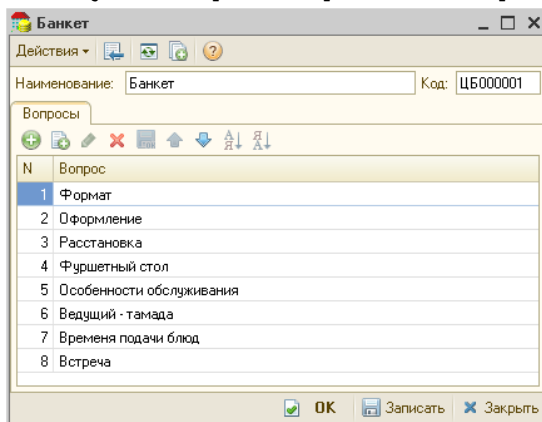 Банкет
Действия
Наименование: Банкет Код: ЦБ000001
Вопросы
N Вопрос
1 Формат
2 Оформление
3 Расстановка
4 Фуршетный стол
5 Особенности обслуживания
6 Ведущий - тамада
7 Временя подачи блюд
8 Встреча
OK Записать Закрыть